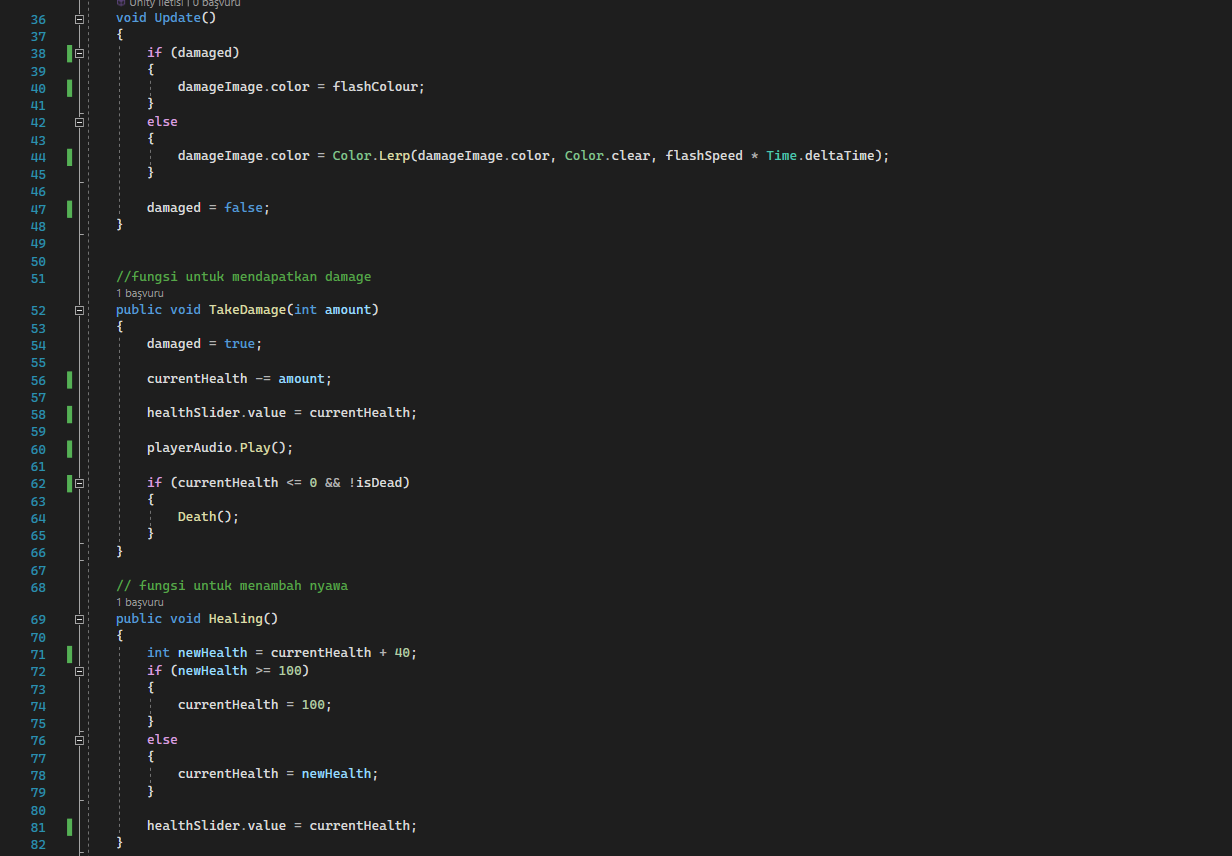 Unity iletisi | 0 başvuru
36 void Update()
37 {
38 if (damaged)
39 {
40 damageImage.color = flashColour;
41 }
42 else
43 {
44 damageImage.color = Color.Lerp(damageImage.color, Color.clear, flashSpeed * Time.deltaTime);
45 }
46
47 damaged = false;
48 }
49
50
51 //fungsi untuk mendapatkan damage
1 başvuru
52 public void TakeDamage(int amount)
53 {
54 damaged = true;
55
56 currentHealth -= amount;
57
58 healthSlider.value = currentHealth;
59
60 playerAudio.Play();
61
62 if (currentHealth <= 0 && !isDead)
63 {
64 Death();
65 }
66 }
67
68 // fungsi untuk menambah nyawa
1 başvuru
69 public void Healing()
70 {
71 int newHealth = currentHealth + 40;
72 if (newHealth >= 100)
73 {
74 currentHealth = 100;
75 }
76 else
77 {
78 currentHealth = newHealth;
79 }
80
81 healthSlider.value = currentHealth;
82 }